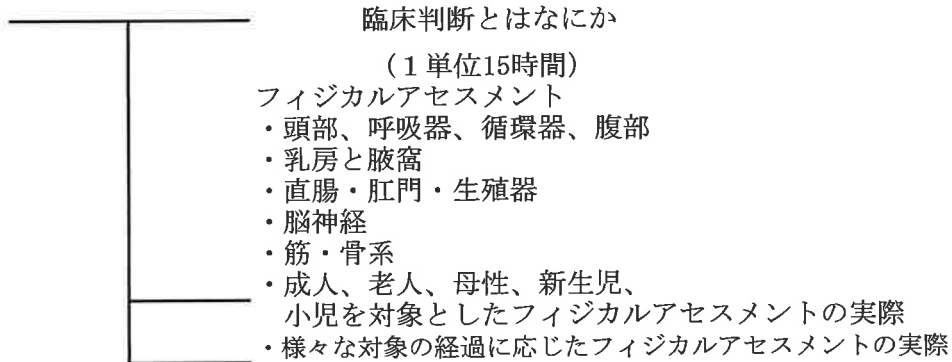 臨床判断とはなにか
（１単位15時間）
フィジカルアセスメント
・頭部、呼吸器、循環器、腹部
・乳房と腋窩
・直腸・肛門・生殖器
・脳神経
・筋・骨系
・成人、老人、母性、新生児、
小児を対象としたフィジカルアセスメントの実際
・様々な対象の経過に応じたフィジカルアセスメントの実際